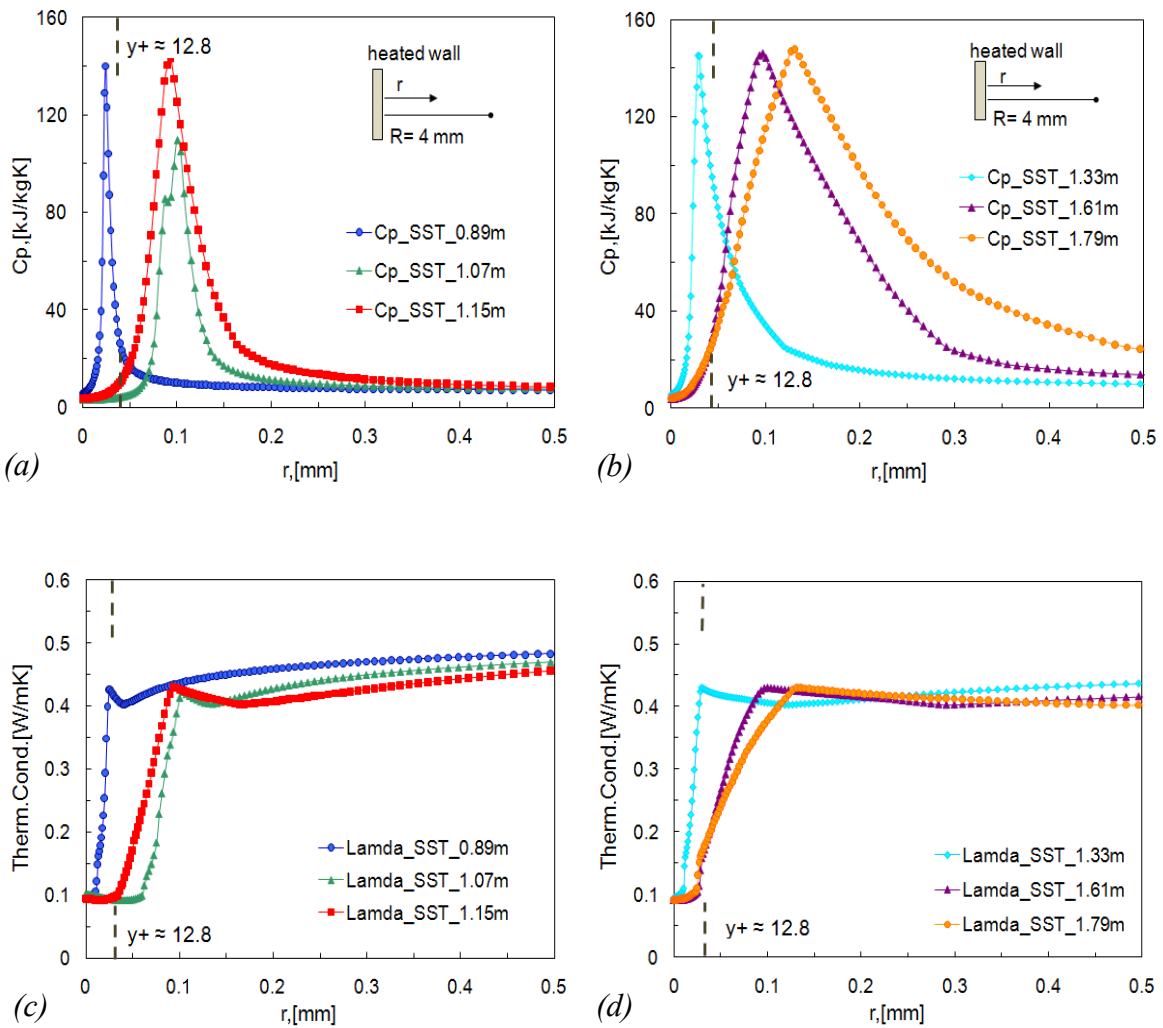 160
120
80
40
0
Cp,[kJ/kgK]
y+ ≈ 12.8
heated wall
r
R= 4 mm
Cp_SST_0.89m
Cp_SST_1.07m
Cp_SST_1.15m
0 0.1 0.2 0.3 0.4 0.5
r,[mm]
(a)
160
120
80
40
0
Cp,[kJ/kgK]
heated wall
r
R= 4 mm
Cp_SST_1.33m
Cp_SST_1.61m
Cp_SST_1.79m
y+ ≈ 12.8
0 0.1 0.2 0.3 0.4 0.5
r,[mm]
(b)
0.6
0.5
0.4
0.3
0.2
0.1
0
Therm.Cond.[W/mK]
Lamda_SST_0.89m
Lamda_SST_1.07m
Lamda_SST_1.15m
y+ ≈ 12.8
0 0.1 0.2 0.3 0.4 0.5
r,[mm]
(c)
0.6
0.5
0.4
0.3
0.2
0.1
0
Therm.Cond.[W/mK]
Lamda_SST_1.33m
Lamda_SST_1.61m
Lamda_SST_1.79m
y+ ≈ 12.8
0 0.1 0.2 0.3 0.4 0.5
r,[mm]
(d)